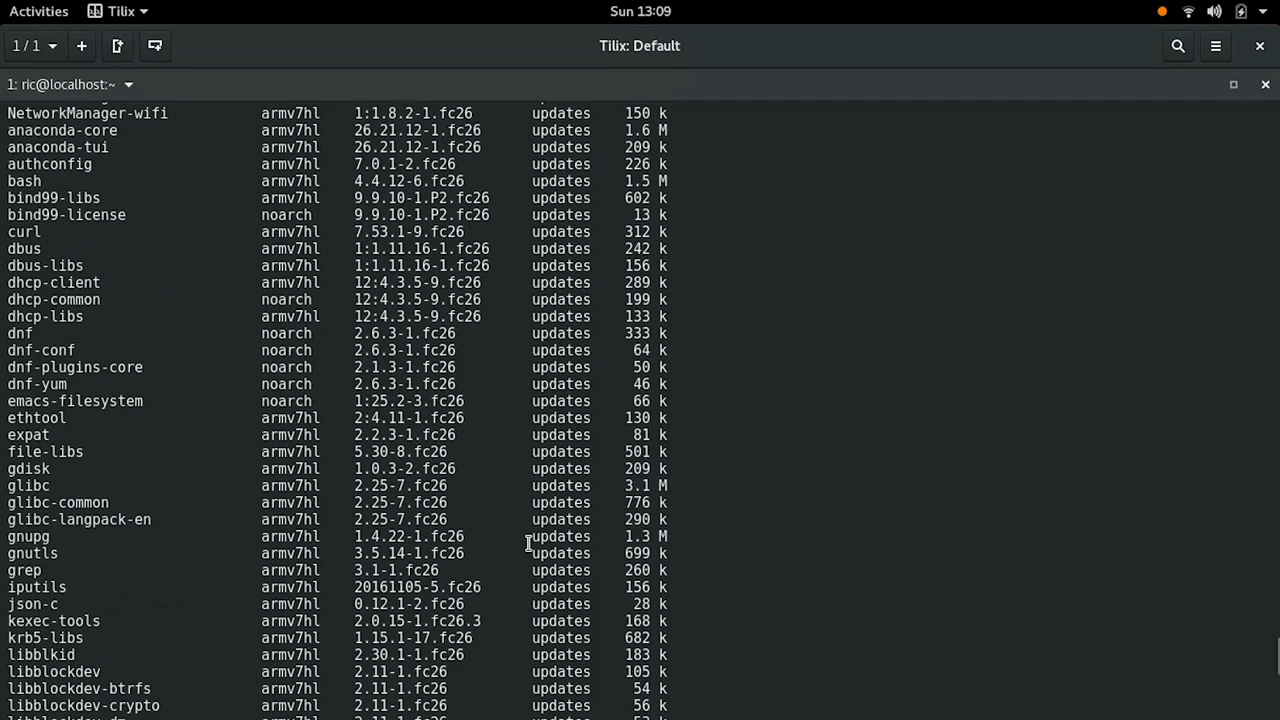 Activities Tilix Sun 13:09
1 / 1 Tilix: Default
1: ric@localhost:~
NetworkManager-wifi armv7hl 1:1.8.2-1.fc26 updates 150 k
anaconda-core armv7hl 26.21.12-1.fc26 updates 1.6 M
anaconda-tui armv7hl 26.21.12-1.fc26 updates 209 k
authconfig armv7hl 7.0.1-2.fc26 updates 226 k
bash armv7hl 4.4.12-6.fc26 updates 1.5 M
bind99-libs armv7hl 9.9.10-1.P2.fc26 updates 602 k
bind99-license noarch 9.9.10-1.P2.fc26 updates 13 k
curl armv7hl 7.53.1-9.fc26 updates 312 k
dbus armv7hl 1:1.11.16-1.fc26 updates 242 k
dbus-libs armv7hl 1:1.11.16-1.fc26 updates 156 k
dhcp-client armv7hl 12:4.3.5-9.fc26 updates 289 k
dhcp-common noarch 12:4.3.5-9.fc26 updates 199 k
dhcp-libs armv7hl 12:4.3.5-9.fc26 updates 133 k
dnf noarch 2.6.3-1.fc26 updates 333 k
dnf-conf noarch 2.6.3-1.fc26 updates 64 k
dnf-plugins-core noarch 2.1.3-1.fc26 updates 50 k
dnf-yum noarch 2.6.3-1.fc26 updates 46 k
emacs-filesystem noarch 1:25.2-3.fc26 updates 66 k
ethtool armv7hl 2:4.11-1.fc26 updates 130 k
expat armv7hl 2.2.3-1.fc26 updates 81 k
file-libs armv7hl 5.30-8.fc26 updates 501 k
gdisk armv7hl 1.0.3-2.fc26 updates 209 k
glibc armv7hl 2.25-7.fc26 updates 3.1 M
glibc-common armv7hl 2.25-7.fc26 updates 776 k
glibc-langpack-en armv7hl 2.25-7.fc26 updates 290 k
gnupg armv7hl 1.4.22-1.fc26 updates 1.3 M
gnutls armv7hl 3.5.14-1.fc26 updates 699 k
grep armv7hl 3.1-1.fc26 updates 260 k
iputils armv7hl 20161105-5.fc26 updates 156 k
json-c armv7hl 0.12.1-2.fc26 updates 28 k
kexec-tools armv7hl 2.0.15-1.fc26.3 updates 168 k
krb5-libs armv7hl 1.15.1-17.fc26 updates 682 k
libblkid armv7hl 2.30.1-1.fc26 updates 183 k
libblockdev armv7hl 2.11-1.fc26 updates 105 k
libblockdev-btrfs armv7hl 2.11-1.fc26 updates 54 k
libblockdev-crypto armv7hl 2.11-1.fc26 updates 56 k